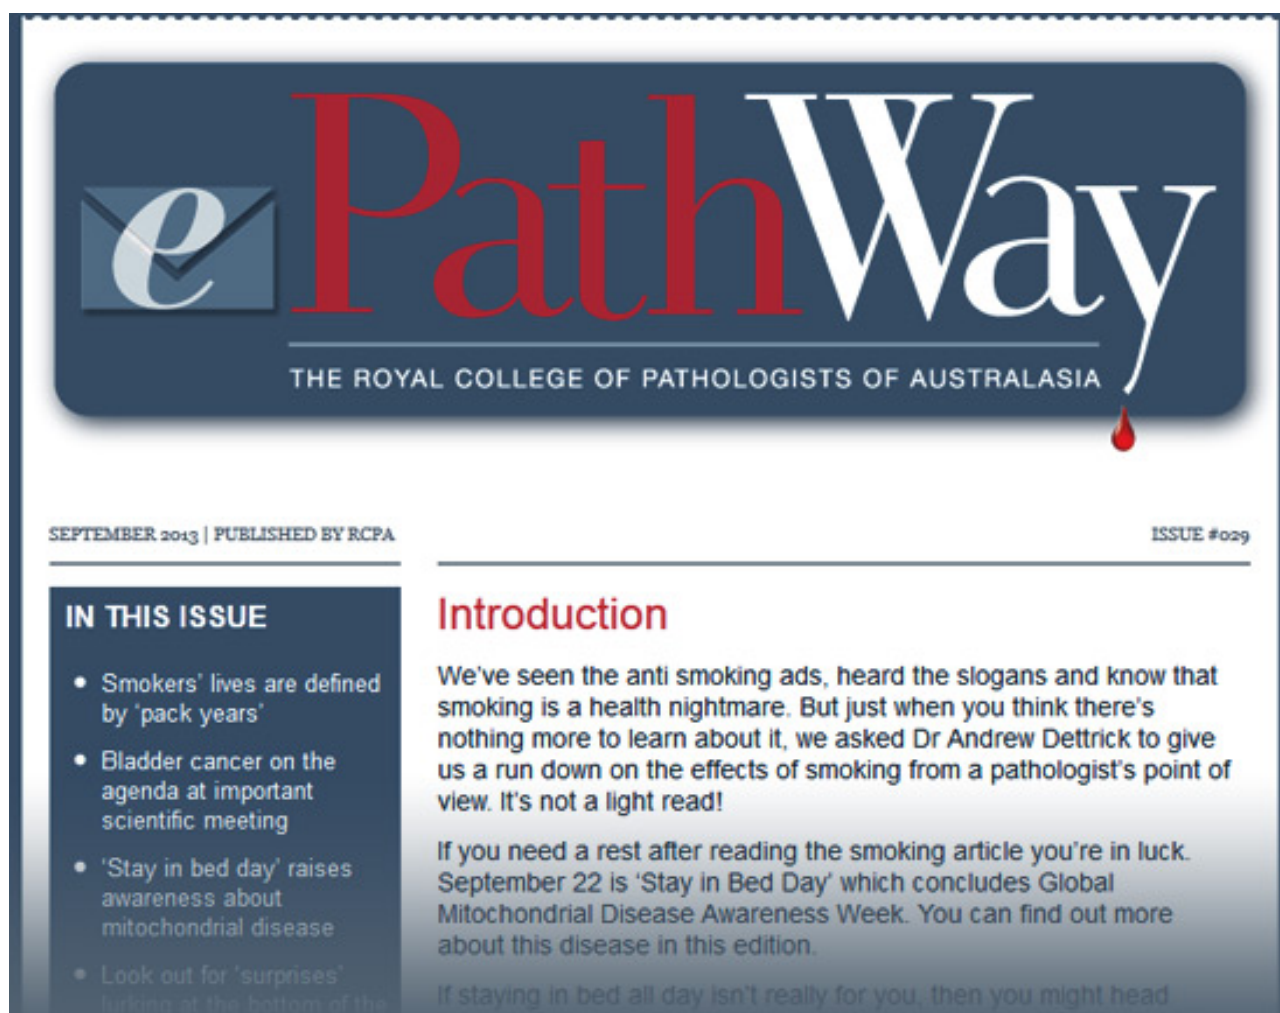 e PathWay
THE ROYAL COLLEGE OF PATHOLOGISTS OF AUSTRALASIA
SEPTEMBER 2013 | PUBLISHED BY RCPA
ISSUE #029
IN THIS ISSUE
• Smokers’ lives are defined
by ‘pack years’
• Bladder cancer on the
agenda at important
scientific meeting
• ‘Stay in bed day’ raises
awareness about
mitochondrial disease
• Look out for ‘surprises’
lurking at the bottom of the
Introduction
We’ve seen the anti smoking ads, heard the slogans and know that
smoking is a health nightmare. But just when you think there’s
nothing more to learn about it, we asked Dr Andrew Dettrick to give
us a run down on the effects of smoking from a pathologist’s point of
view. It’s not a light read!
If you need a rest after reading the smoking article you’re in luck.
September 22 is ‘Stay in Bed Day’ which concludes Global
Mitochondrial Disease Awareness Week. You can find out more
about this disease in this edition.
If staying in bed all day isn’t really for you, then you might head